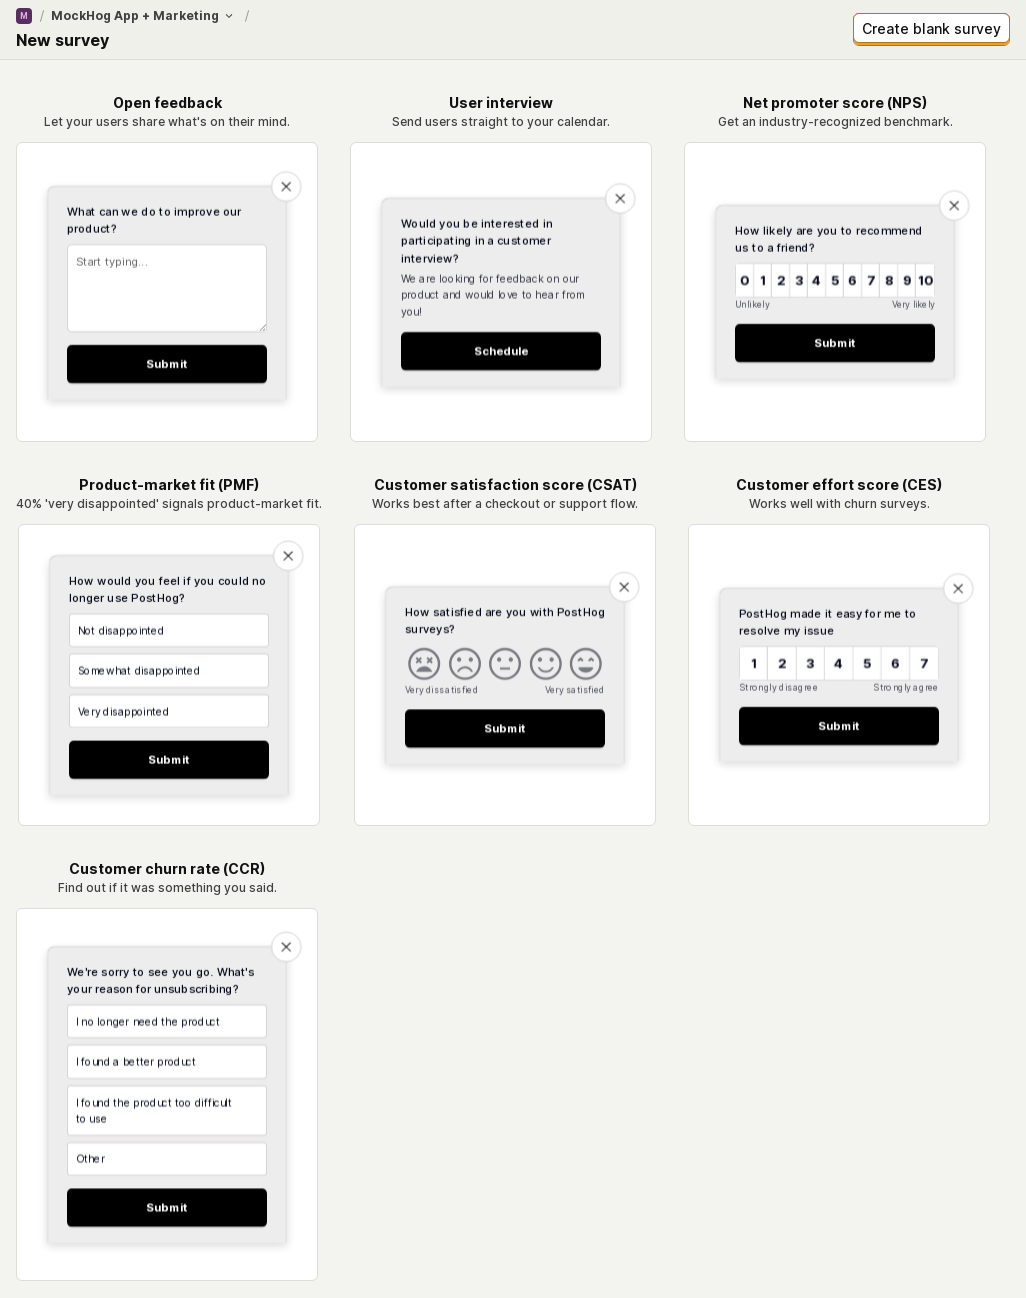 M / MockHog App + Marketing /
New survey
Create blank survey
Open feedback
Let your users share what's on their mind.
What can we do to improve our
product?
Start typing...
Submit
User interview
Send users straight to your calendar.
Would you be interested in
participating in a customer
interview?
We are looking for feedback on our
product and would love to hear from
you!
Schedule
Net promoter score (NPS)
Get an industry-recognized benchmark.
How likely are you to recommend
us to a friend?
0 1 2 3 4 5 6 7 8 9 10
Unlikely Very likely
Submit
Product-market fit (PMF)
40% 'very disappointed' signals product-market fit.
How would you feel if you could no
longer use PostHog?
Not disappointed
Somewhat disappointed
Very disappointed
Submit
Customer satisfaction score (CSAT)
Works best after a checkout or support flow.
How satisfied are you with PostHog
surveys?
Very dissatisfied Very satisfied
Submit
Customer effort score (CES)
Works well with churn surveys.
PostHog made it easy for me to
resolve my issue
1 2 3 4 5 6 7
Strongly disagree Strongly agree
Submit
Customer churn rate (CCR)
Find out if it was something you said.
We're sorry to see you go. What's
your reason for unsubscribing?
I no longer need the product
I found a better product
I found the product too difficult
to use
Other
Submit